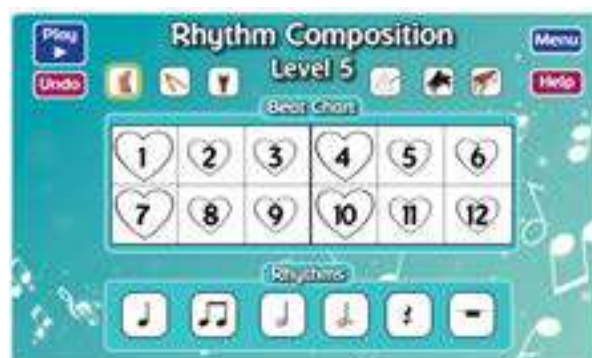 Play
Rhythm Composition
Menu
Undo
Level 5
Help
Beat Chart
1 2 3 4 5 6
7 8 9 10 11 12
Rhythms